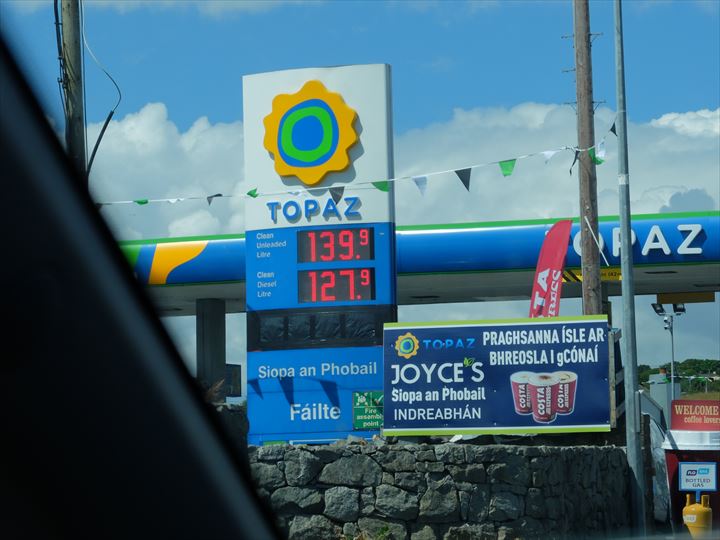 TOPAZ
Clean
Unleaded
Litre
139.9
Clean
Diesel
Litre
127.9
Siopa an Phobail
Fáilte
Fire
assembly
point
TOPAZ
TOPAZ
PRAGHSANNA ÍSLE AR
BHREOSLA I gCÓNAÍ
JOYCE'S
Siopa an Phobail
INDREABHÁN
COSTA
COSTA
COSTA
WELCOME
coffee lovers
BOTTLED
GAS